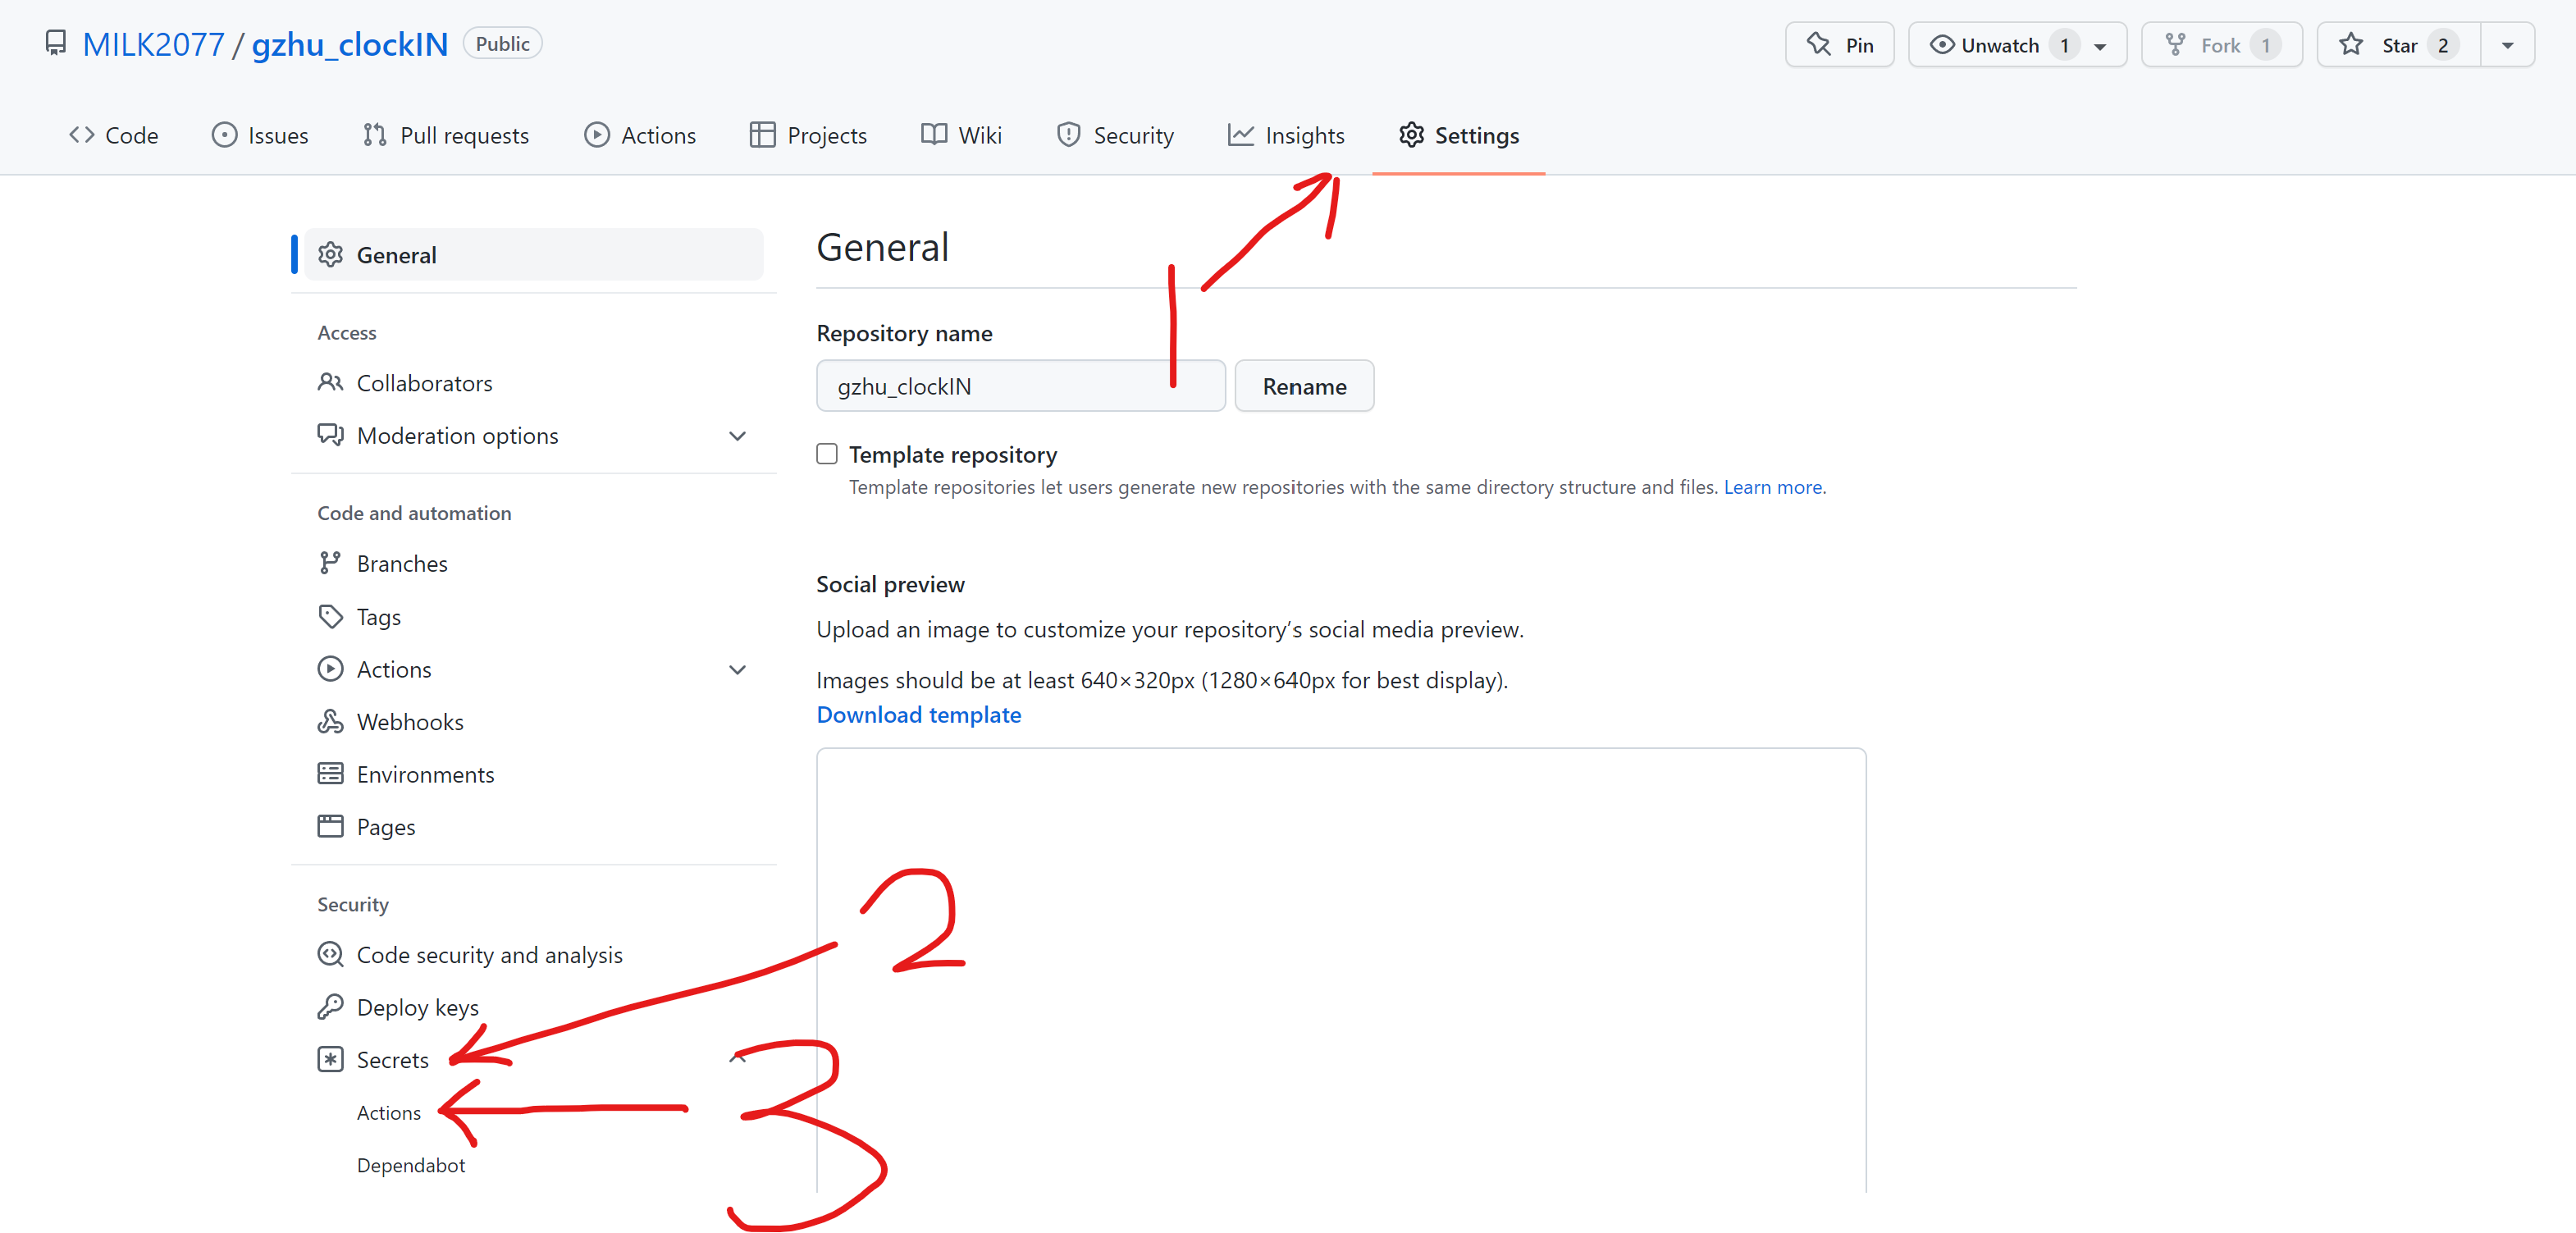 MILK2077 / gzhu_clockIN Public
Pin Unwatch 1 Fork 1 Star 2
Code Issues Pull requests Actions Projects Wiki Security Insights Settings
General
Access
Collaborators
Moderation options
Code and automation
Branches
Tags
Actions
Webhooks
Environments
Pages
Security
Code security and analysis
Deploy keys
Secrets
Actions
Dependabot
General
Repository name
gzhu_clockIN Rename
Template repository
Template repositories let users generate new repositories with the same directory structure and files. Learn more.
Social preview
Upload an image to customize your repository’s social media preview.
Images should be at least 640×320px (1280×640px for best display).
Download template
1
2
3